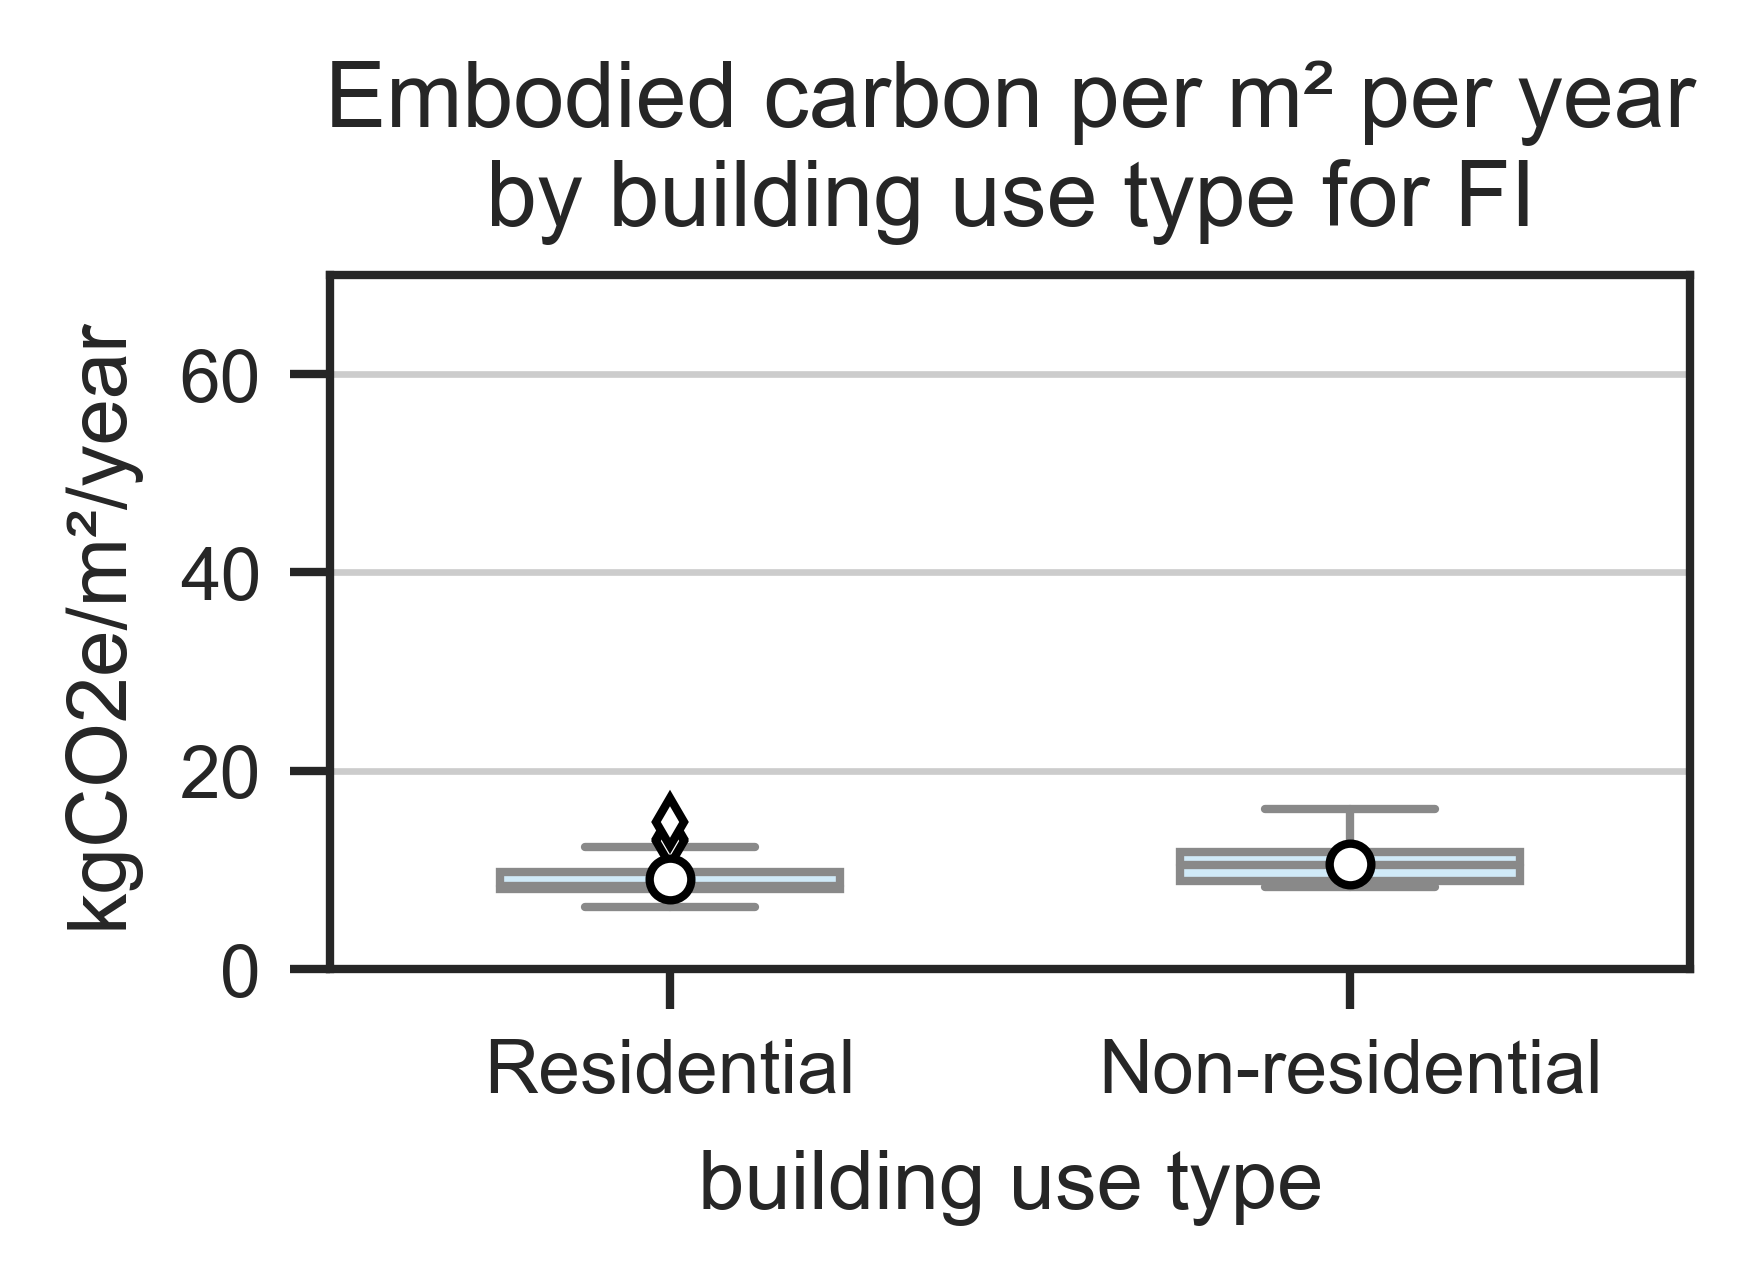 Embodied carbon per m² per year
by building use type for FI
kgCO2e/m²/year
60
40
20
0
Residential
Non-residential
building use type